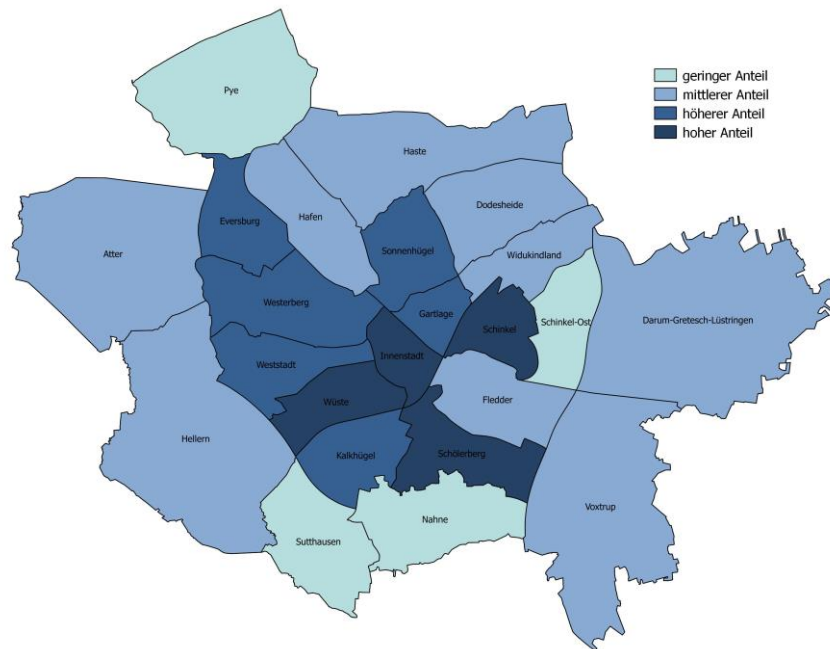 geringer Anteil
mittlerer Anteil
höherer Anteil
hoher Anteil
Pye
Haste
Dodesheide
Hafen
Eversburg
Sonnenhügel
Atter
Widukindland
Westerberg
Gartlage
Schinkel
Schinkel-Ost
Darum-Gretesch-Lüstringen
Innenstadt
Weststadt
Wüste
Fledder
Hellern
Kalkhügel
Schölerberg
Voxtrup
Nahne
Sutthausen